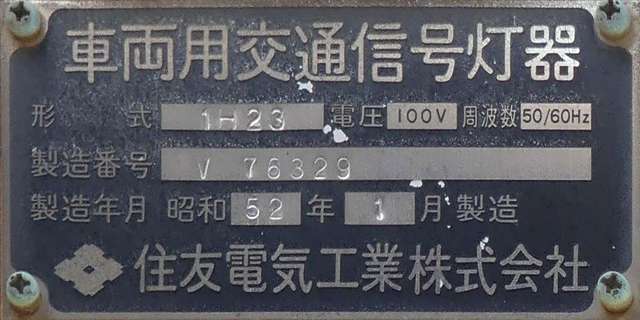 車両用交通信号灯器
形式 1H23 電圧 100V 周波数 50/60Hz
製造番号 V 76329
製造年月 昭和 52 年 1 月 製造
住友電気工業株式会社